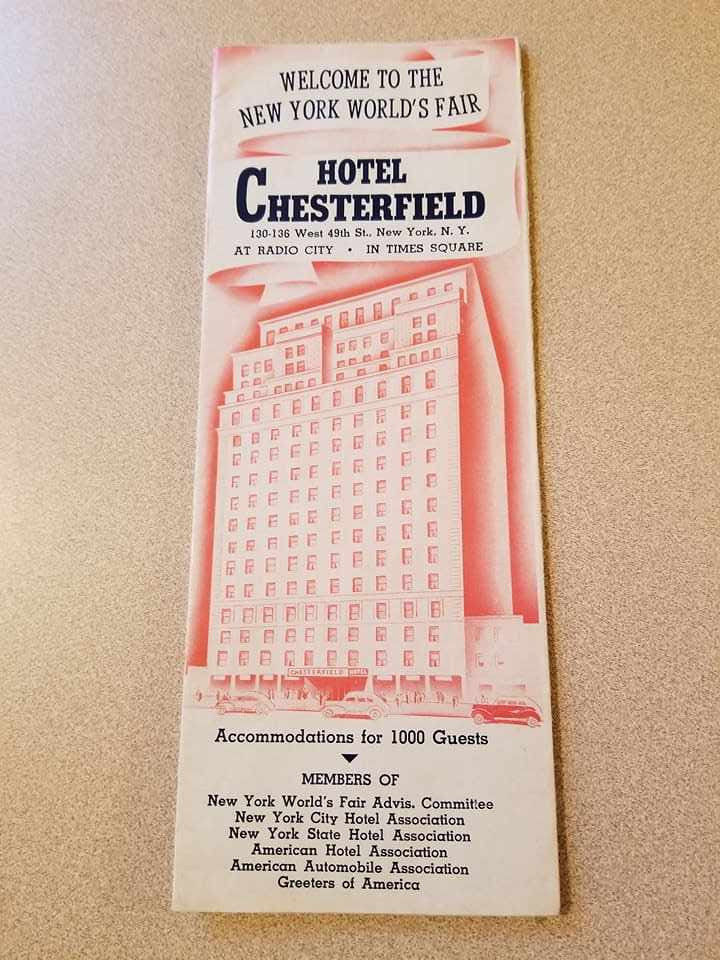 WELCOME TO THE
NEW YORK WORLD'S FAIR
HOTEL
CHESTERFIELD
130-136 West 49th St., New York, N. Y.
AT RADIO CITY • IN TIMES SQUARE
CHESTERFIELD HOTEL
Accommodations for 1000 Guests
MEMBERS OF
New York World's Fair Advis. Committee
New York City Hotel Association
New York State Hotel Association
American Hotel Association
American Automobile Association
Greeters of America